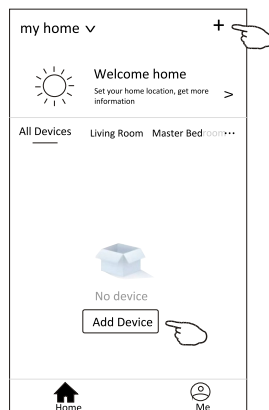 my home
+
Welcome home
Set your home location, get more
information
>
All Devices Living Room Master Bedroom...
No device
Add Device
Home Me